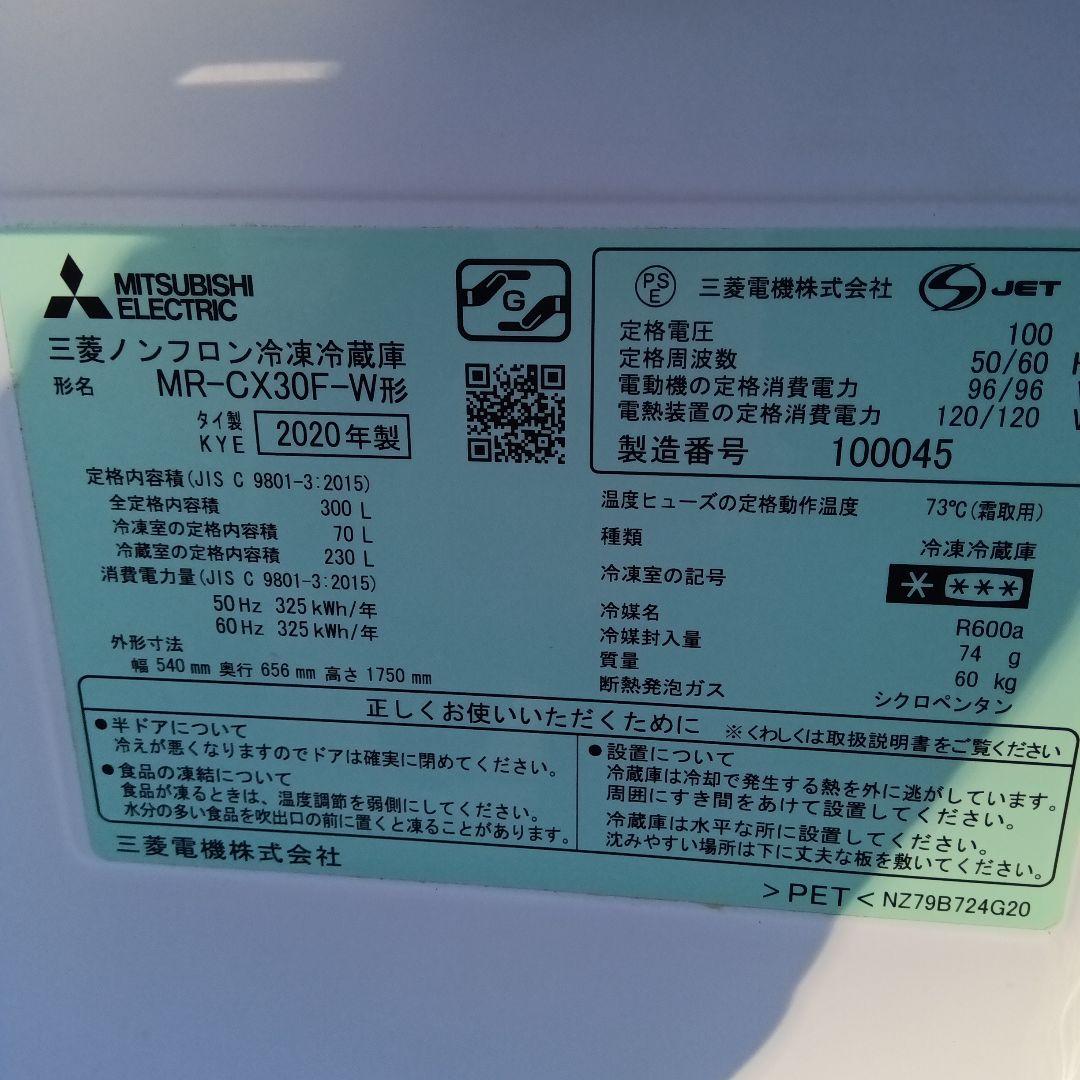 MITSUBISHI
ELECTRIC
G
三菱ノンフロン冷凍冷蔵庫
形名 MR-CX30F-W形
タイ製
KYE
2020年製
定格内容積(JIS C 9801-3:2015)
全定格内容積 300 L
冷凍室の定格内容積 70 L
冷蔵室の定格内容積 230 L
消費電力量(JIS C 9801-3:2015)
50Hz 325kWh/年
60Hz 325kWh/年
外形寸法
幅 540mm 奥行 656mm 高さ 1750mm
PS
E
三菱電機株式会社
JET
定格電圧 100
定格周波数 50/60
電動機の定格消費電力 96/96
電熱装置の定格消費電力 120/120
製造番号 100045
温度ヒューズの定格動作温度 73℃(霜取用)
種類 冷凍冷蔵庫
冷凍室の記号 * ***
冷媒名 R600a
冷媒封入量 74 g
質量 60 kg
断熱発泡ガス シクロペンタン
正しくお使いいただくために ※くわしくは取扱説明書をご覧ください
●半ドアについて
冷えが悪くなりますのでドアは確実に閉めてください。
●食品の凍結について
食品が凍るときは、温度調節を弱側にしてください。
水分の多い食品を吹出口の前に置くと凍ることがあります。
●設置について
冷蔵庫は冷却で発生する熱を外に逃がしています。
周囲にすき間をあけて設置してください。
冷蔵庫は水平な所に設置してください。
沈みやすい場所は下に丈夫な板を敷いてください。
三菱電機株式会社
>PET< NZ79B724G20